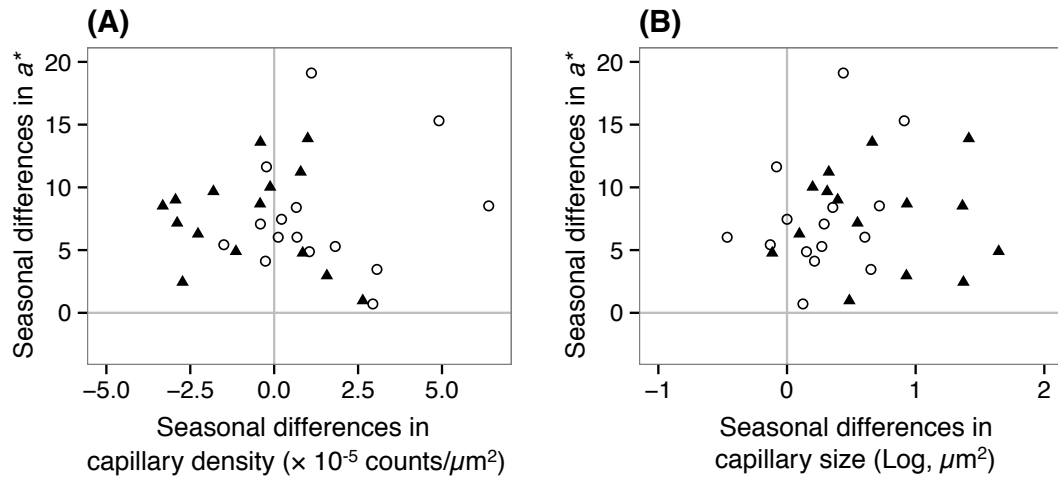 (A)
Seasonal differences in a*
20
15
10
5
0
-5.0 -2.5 0.0 2.5 5.0
Seasonal differences in
capillary density (× 10⁻⁵ counts/µm²)
(B)
Seasonal differences in a*
20
15
10
5
0
−1 0 1 2
Seasonal differences in
capillary size (Log, µm²)